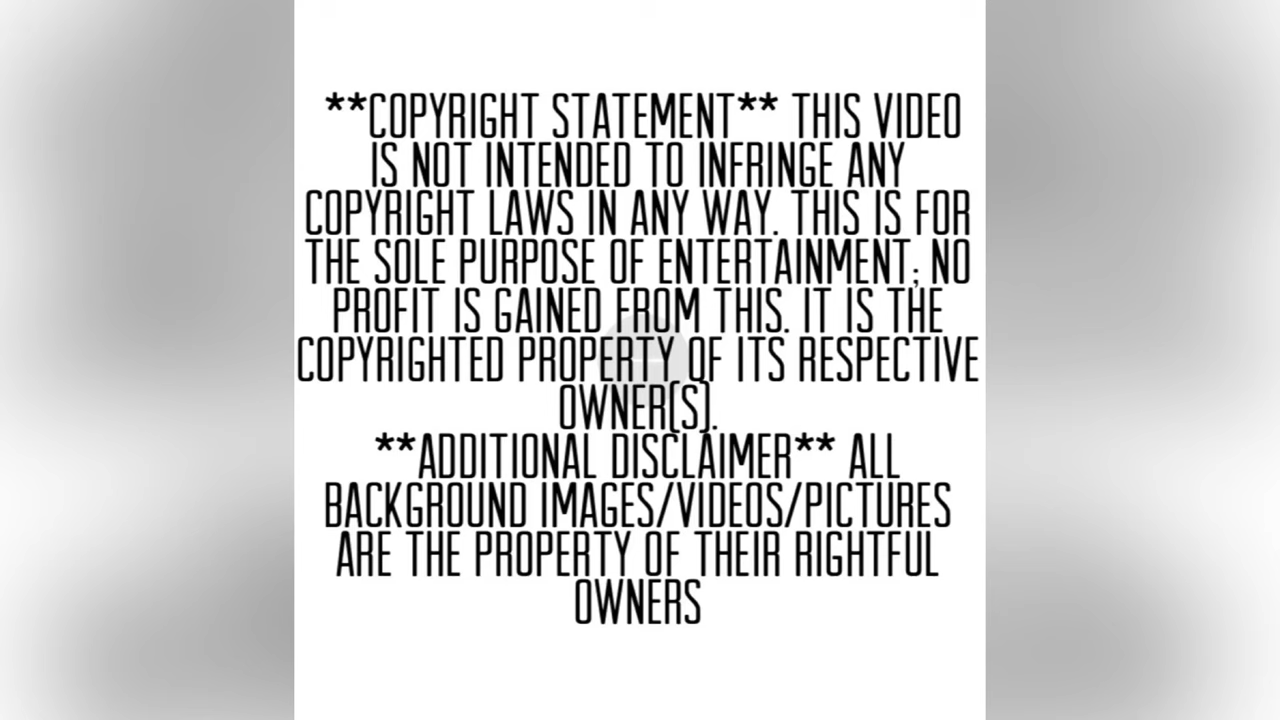 **COPYRIGHT STATEMENT** THIS VIDEO
IS NOT INTENDED TO INFRINGE ANY
COPYRIGHT LAWS IN ANY WAY. THIS IS FOR
THE SOLE PURPOSE OF ENTERTAINMENT; NO
PROFIT IS GAINED FROM THIS. IT IS THE
COPYRIGHTED PROPERTY OF ITS RESPECTIVE
OWNER(S).
**ADDITIONAL DISCLAIMER** ALL
BACKGROUND IMAGES/VIDEOS/PICTURES
ARE THE PROPERTY OF THEIR RIGHTFUL
OWNERS